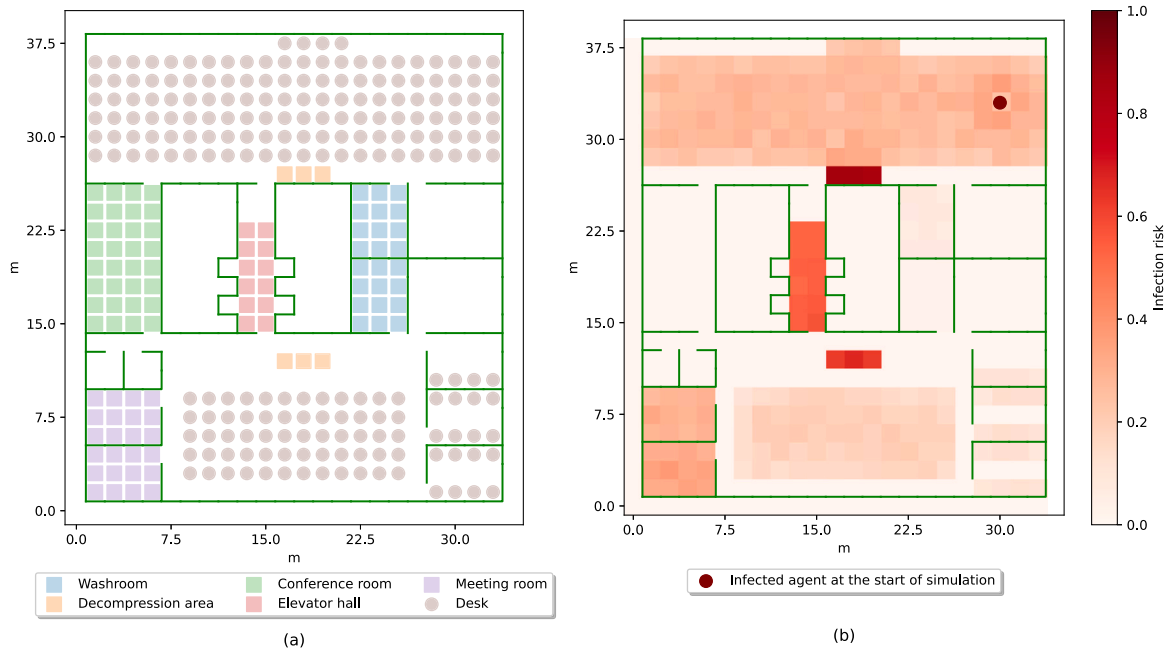 37.5
30.0
22.5
15.0
7.5
0.0
m
0.0 7.5 15.0 22.5 30.0
m
Washroom
Decompression area
Conference room
Elevator hall
Meeting room
Desk
(a)
37.5
30.0
22.5
15.0
7.5
0.0
m
0.0 7.5 15.0 22.5 30.0
m
Infected agent at the start of simulation
(b)
1.0
0.8
0.6
0.4
0.2
0.0
Infection risk